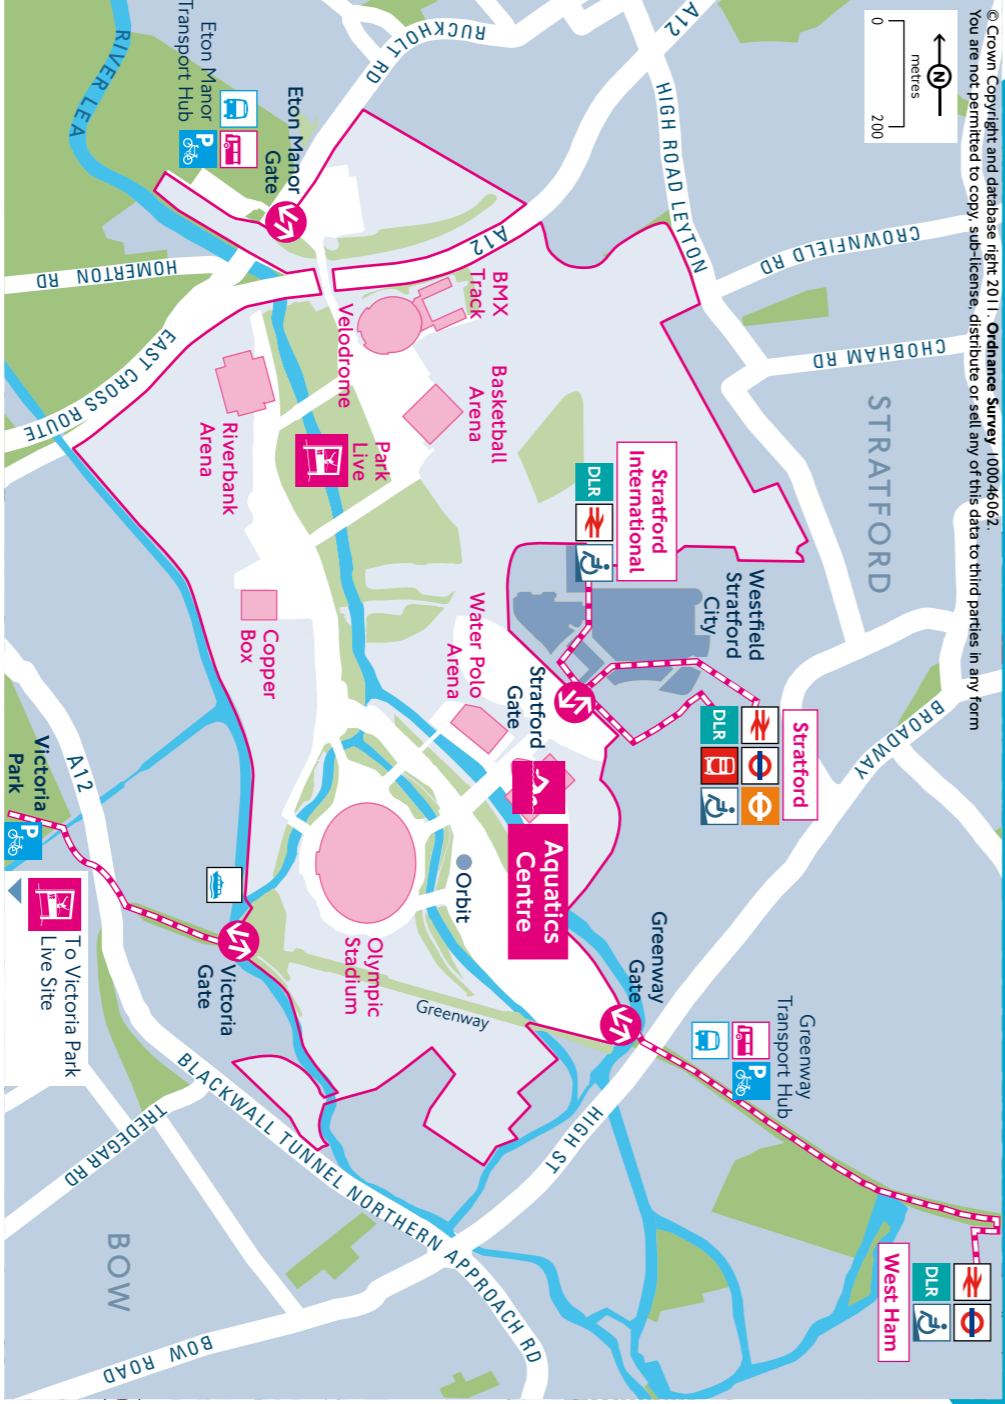 © Crown Copyright and database right 2011. Ordnance Survey 100046062.
You are not permitted to copy, sub-license, distribute or sell any of this data to third parties in any form
N
metres
0
200
A12
RUCKHOLT RD
HIGH ROAD LEYTON
CROWNFIELD RD
CHOBHAM RD
STRATFORD
RIVER LEA
Eton Manor
Transport Hub
P
Eton Manor
Gate
A12
HOMERTON RD
EAST CROSS ROUTE
BMX
Track
Velodrome
Basketball
Arena
Riverbank
Arena
Park
Live
Stratford
International
DLR
Westfield
Stratford
City
Water Polo
Arena
Stratford
Gate
Copper
Box
Stratford
DLR
BROADWAY
Aquatics
Centre
Orbit
Olympic
Stadium
Greenway
Greenway
Gate
Greenway
Transport Hub
P
A12
Victoria
Park
P
To Victoria Park
Live Site
Victoria
Gate
HIGH ST
BLACKWALL TUNNEL NORTHERN APPROACH RD
TREDEGAR RD
BOW
BOW ROAD
West Ham
DLR